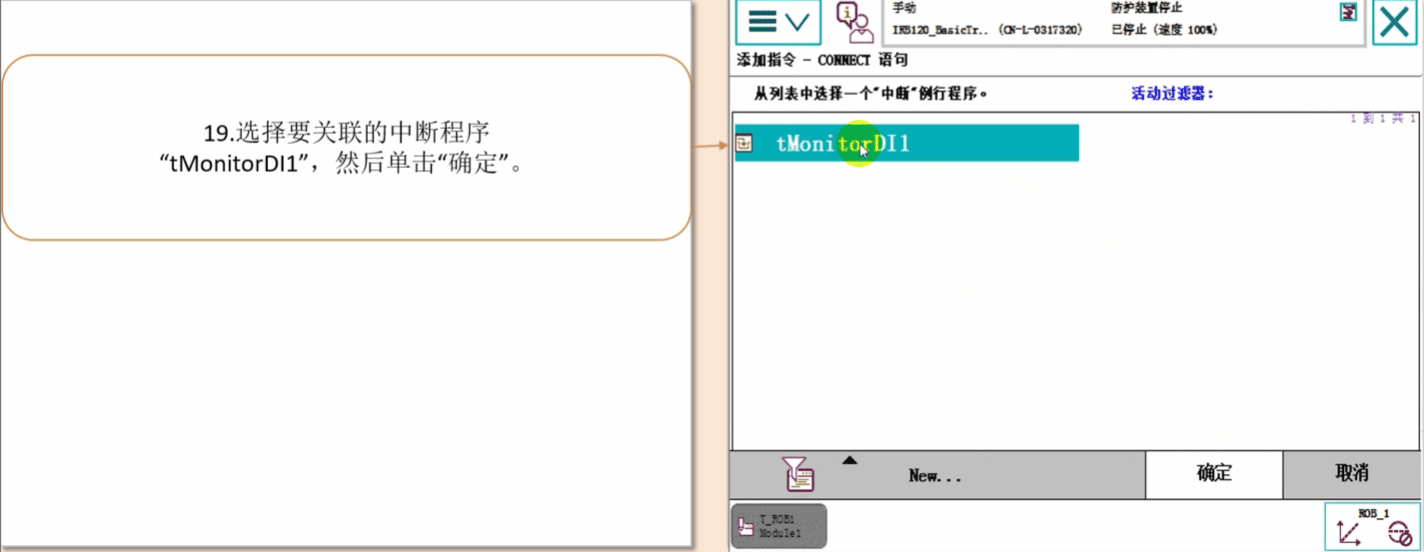 19.选择要关联的中断程序
“tMonitorDI1”，然后单击“确定”。
手动
防护装置停止
IRB120_BasicTr.. (CN-L-0317320)
已停止 (速度 100%)
添加指令 - CONNECT 语句
从列表中选择一个“中断”例行程序。
活动过滤器:
1 到 1 共 1
tMonitorDI1
New...
确定
取消
T_ROB1
Module1
ROB_1